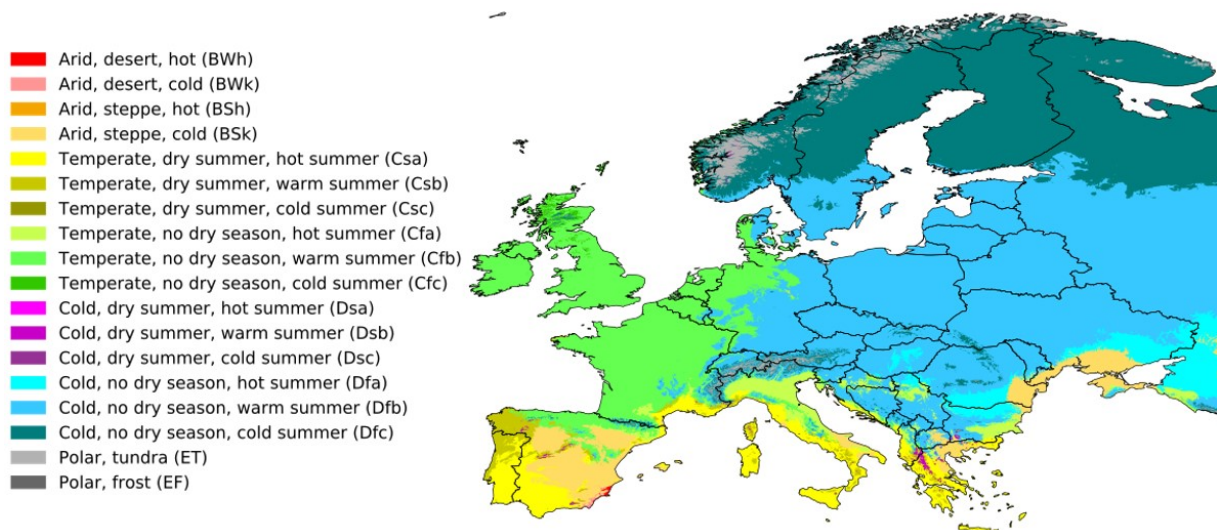 Arid, desert, hot (BWh)
Arid, desert, cold (BWk)
Arid, steppe, hot (BSh)
Arid, steppe, cold (BSk)
Temperate, dry summer, hot summer (Csa)
Temperate, dry summer, warm summer (Csb)
Temperate, dry summer, cold summer (Csc)
Temperate, no dry season, hot summer (Cfa)
Temperate, no dry season, warm summer (Cfb)
Temperate, no dry season, cold summer (Cfc)
Cold, dry summer, hot summer (Dsa)
Cold, dry summer, warm summer (Dsb)
Cold, dry summer, cold summer (Dsc)
Cold, no dry season, hot summer (Dfa)
Cold, no dry season, warm summer (Dfb)
Cold, no dry season, cold summer (Dfc)
Polar, tundra (ET)
Polar, frost (EF)